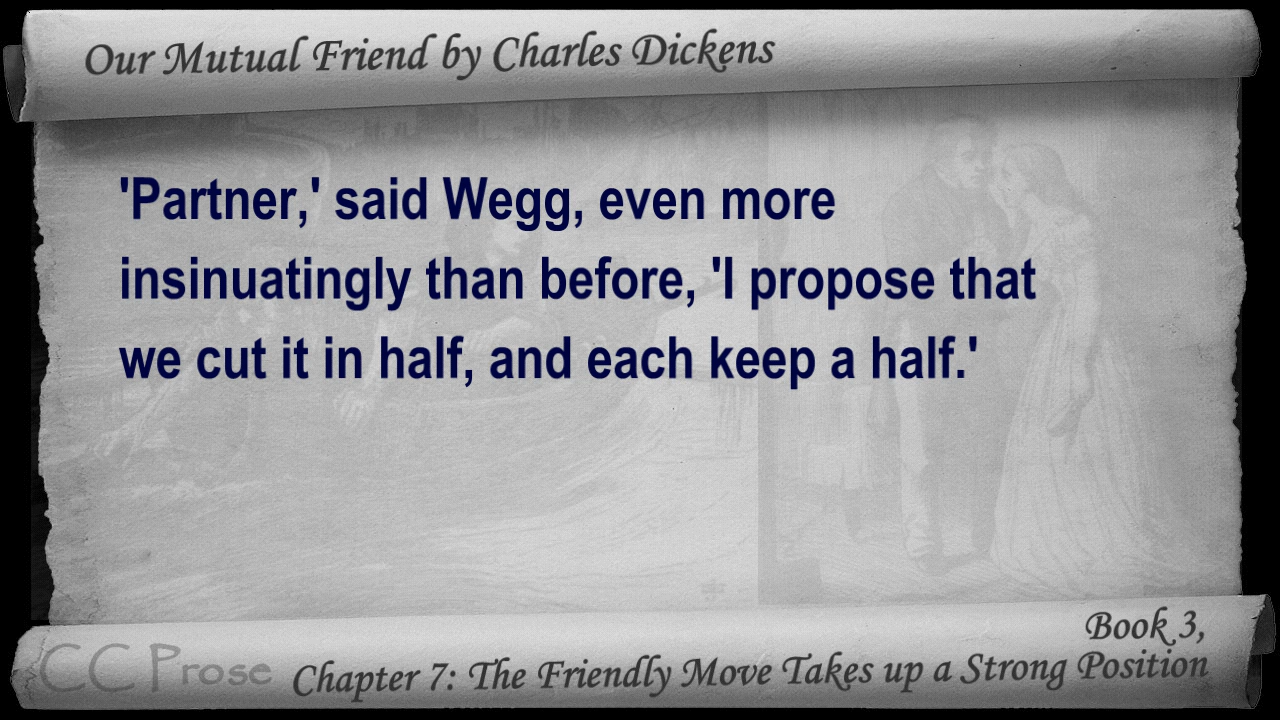 Our Mutual Friend by Charles Dickens
'Partner,' said Wegg, even more
insinuatingly than before, 'I propose that
we cut it in half, and each keep a half.'
Book 3,
CC Prose
Chapter 7: The Friendly Move Takes up a Strong Position